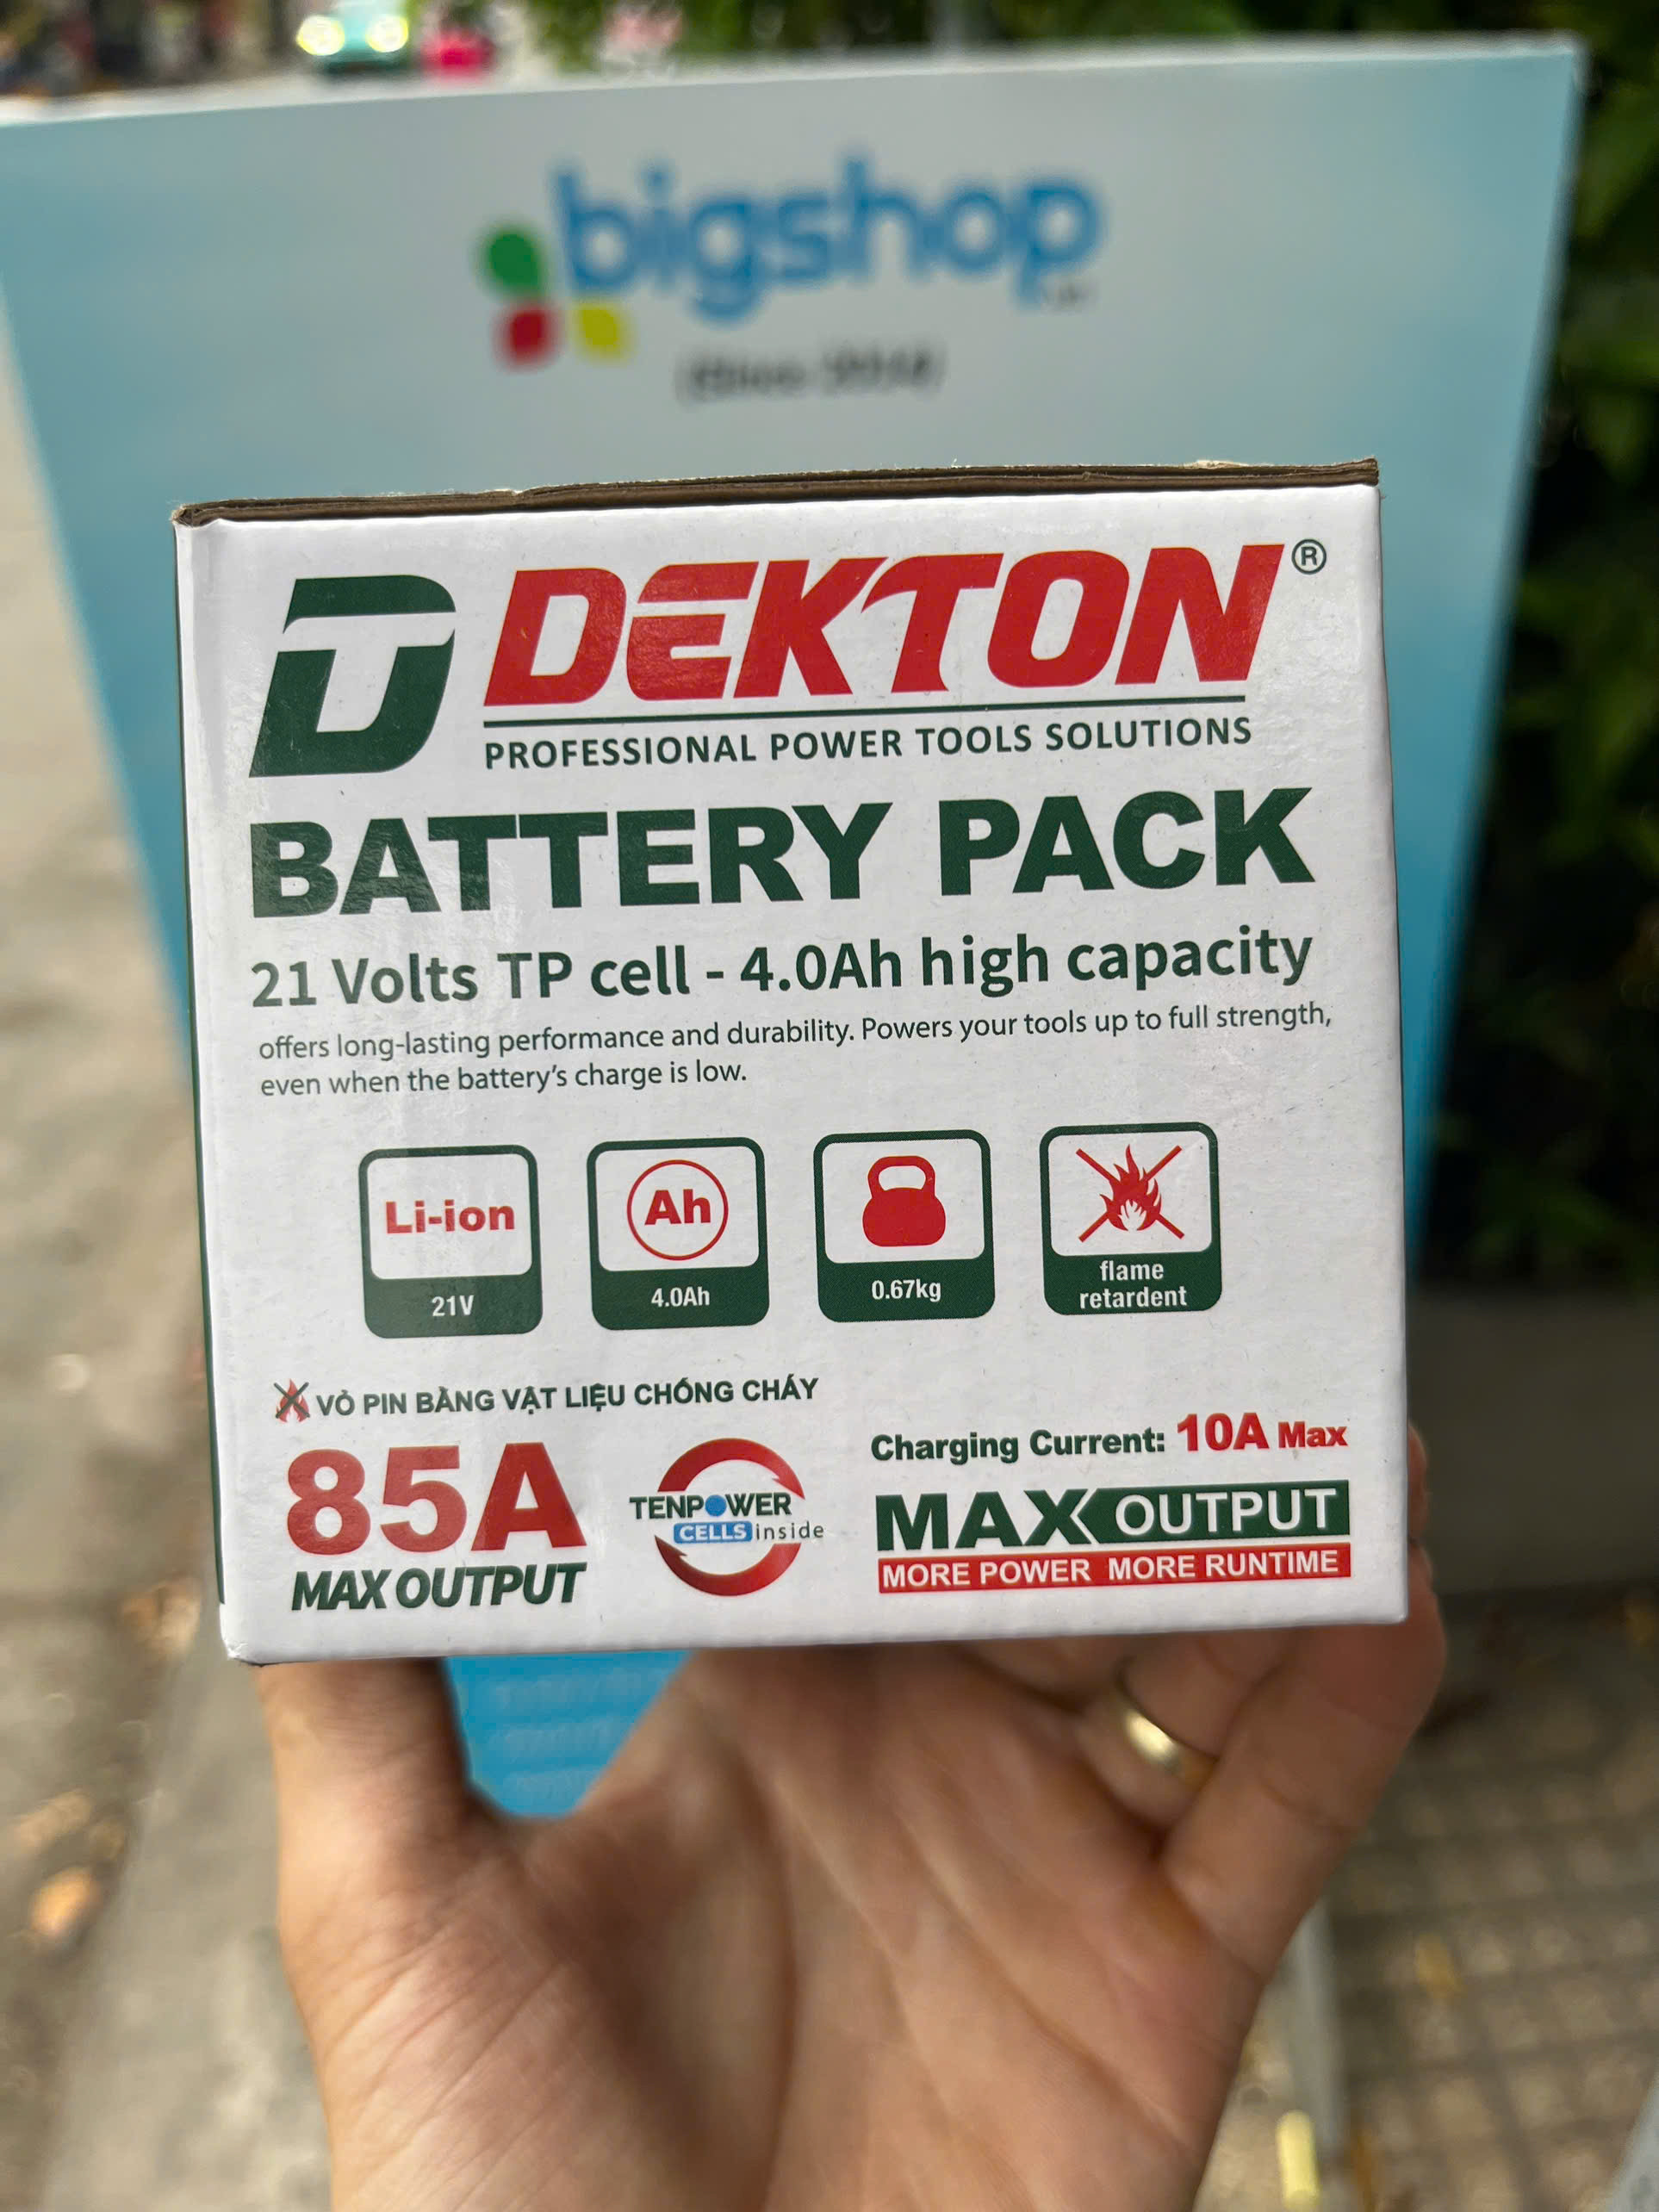 bigshop
DEKTON®
PROFESSIONAL POWER TOOLS SOLUTIONS
BATTERY PACK
21 Volts TP cell - 4.0Ah high capacity
offers long-lasting performance and durability. Powers your tools up to full strength,
even when the battery's charge is low.
Li-ion
21V
Ah
4.0Ah
0.67kg
flame
retardent
VỎ PIN BẰNG VẬT LIỆU CHỐNG CHÁY
85A
MAX OUTPUT
TENPOWER
CELLS inside
Charging Current: 10A Max
MAX OUTPUT
MORE POWER MORE RUNTIME